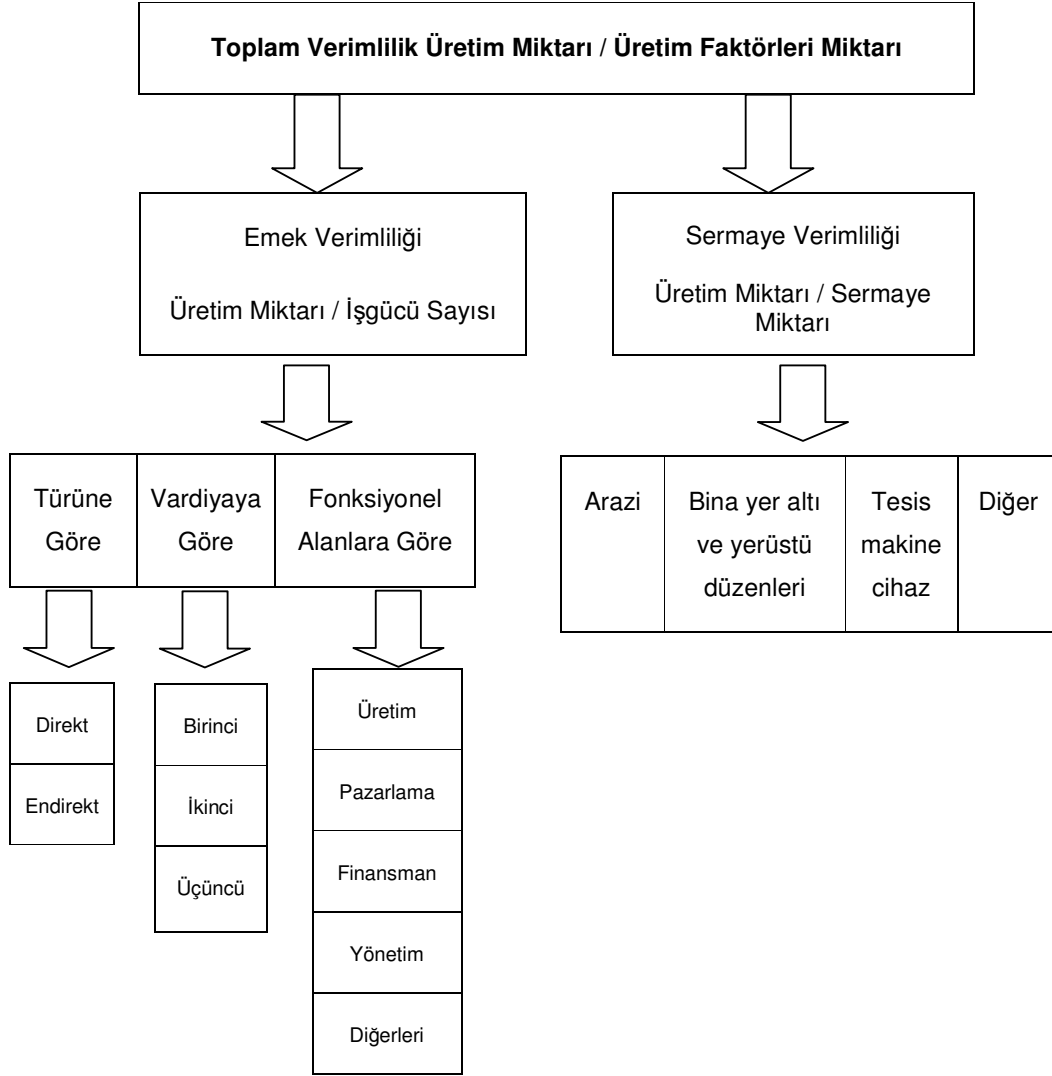 Toplam Verimlilik Üretim Miktarı / Üretim Faktörleri Miktarı
Emek Verimliliği
Üretim Miktarı / İşgücü Sayısı
Sermaye Verimliliği
Üretim Miktarı / Sermaye
Miktarı
Türüne
Göre
Vardiyaya
Göre
Fonksiyonel
Alanlara Göre
Arazi
Bina yer altı
ve yerüstü
düzenleri
Tesis
makine
cihaz
Diğer
Direkt
Endirekt
Birinci
İkinci
Üçüncü
Üretim
Pazarlama
Finansman
Yönetim
Diğerleri